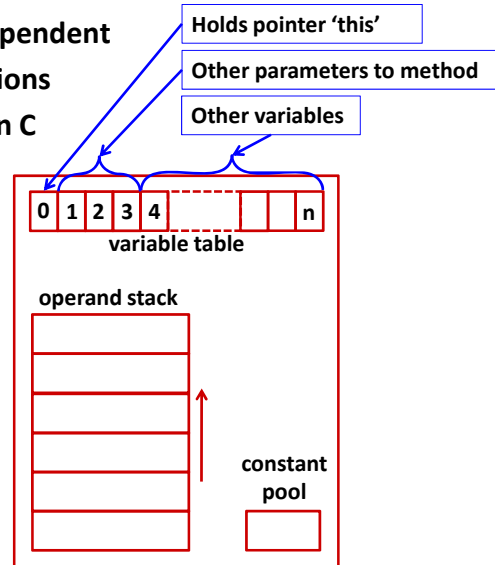 pendent
ions
n C
Holds pointer ‘this’
Other parameters to method
Other variables
0 1 2 3 4 n
variable table
operand stack
constant
pool